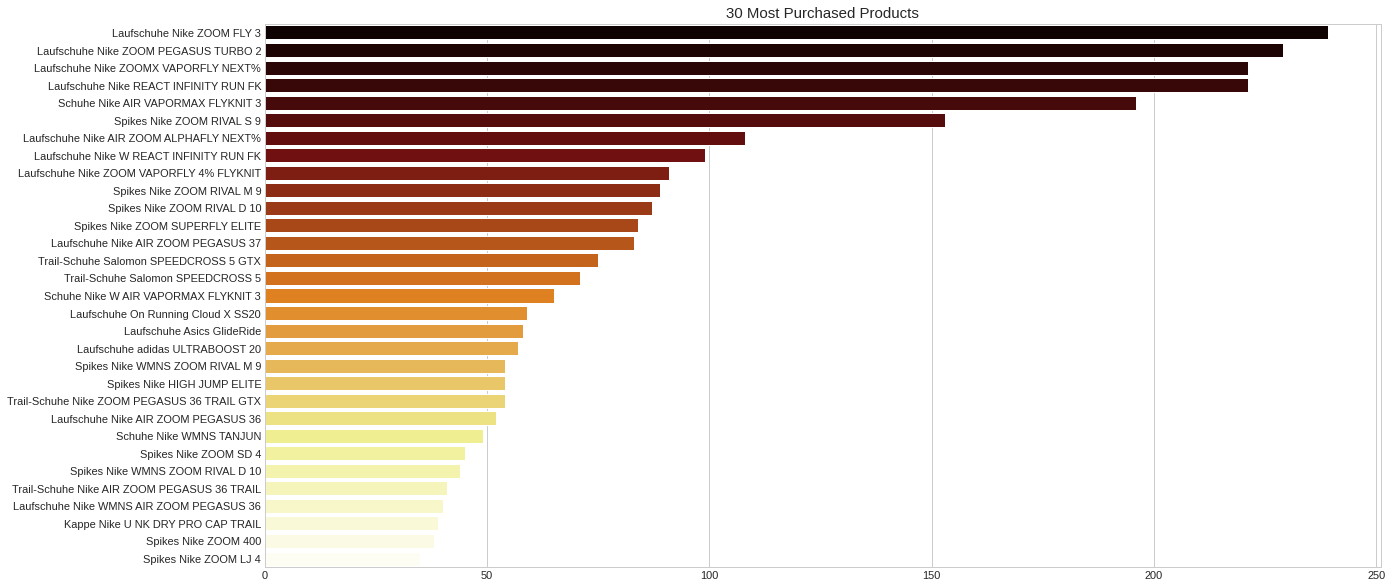 30 Most Purchased Products
Laufschuhe Nike ZOOM FLY 3
Laufschuhe Nike ZOOM PEGASUS TURBO 2
Laufschuhe Nike ZOOMX VAPORFLY NEXT%
Laufschuhe Nike REACT INFINITY RUN FK
Schuhe Nike AIR VAPORMAX FLYKNIT 3
Spikes Nike ZOOM RIVAL S 9
Laufschuhe Nike AIR ZOOM ALPHAFLY NEXT%
Laufschuhe Nike W REACT INFINITY RUN FK
Laufschuhe Nike ZOOM VAPORFLY 4% FLYKNIT
Spikes Nike ZOOM RIVAL M 9
Spikes Nike ZOOM RIVAL D 10
Spikes Nike ZOOM SUPERFLY ELITE
Laufschuhe Nike AIR ZOOM PEGASUS 37
Trail-Schuhe Salomon SPEEDCROSS 5 GTX
Trail-Schuhe Salomon SPEEDCROSS 5
Schuhe Nike W AIR VAPORMAX FLYKNIT 3
Laufschuhe On Running Cloud X SS20
Laufschuhe Asics GlideRide
Laufschuhe adidas ULTRABOOST 20
Spikes Nike WMNS ZOOM RIVAL M 9
Spikes Nike HIGH JUMP ELITE
Trail-Schuhe Nike ZOOM PEGASUS 36 TRAIL GTX
Laufschuhe Nike AIR ZOOM PEGASUS 36
Schuhe Nike WMNS TANJUN
Spikes Nike ZOOM SD 4
Spikes Nike WMNS ZOOM RIVAL D 10
Trail-Schuhe Nike AIR ZOOM PEGASUS 36 TRAIL
Laufschuhe Nike WMNS AIR ZOOM PEGASUS 36
Kappe Nike U NK DRY PRO CAP TRAIL
Spikes Nike ZOOM 400
Spikes Nike ZOOM LJ 4
0 50 100 150 200 250